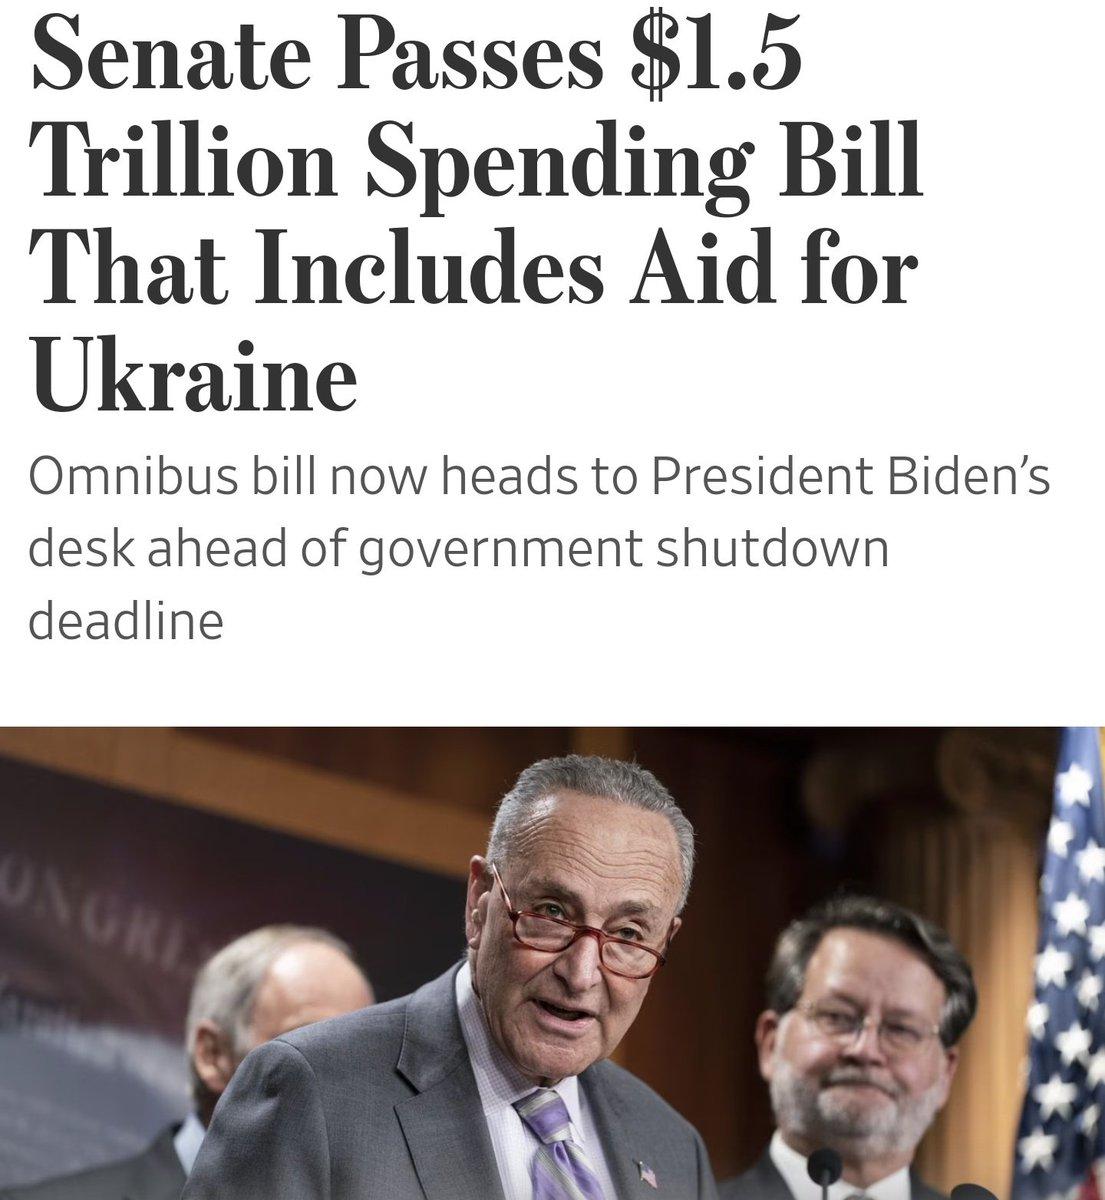 Senate Passes $1.5
Trillion Spending Bill
That Includes Aid for
Ukraine
Omnibus bill now heads to President Biden’s
desk ahead of government shutdown
deadline
ONGRE